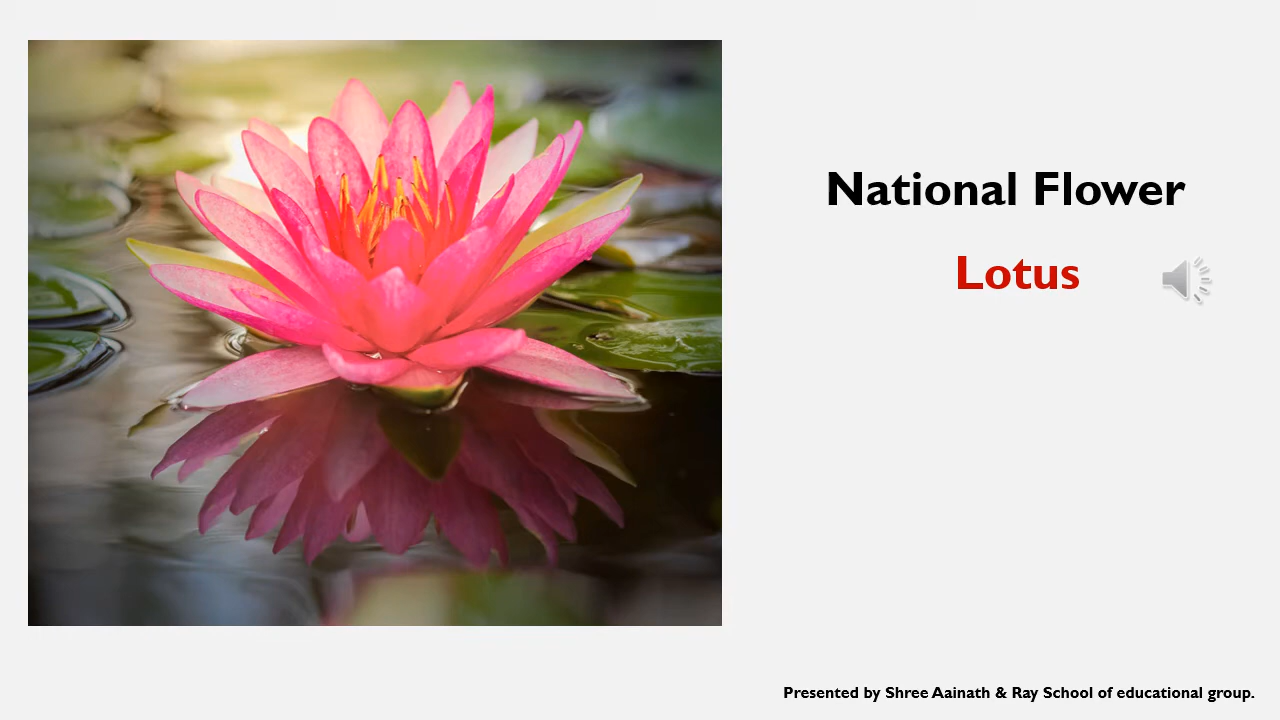 National Flower
Lotus
Presented by Shree Aainath & Ray School of educational group.